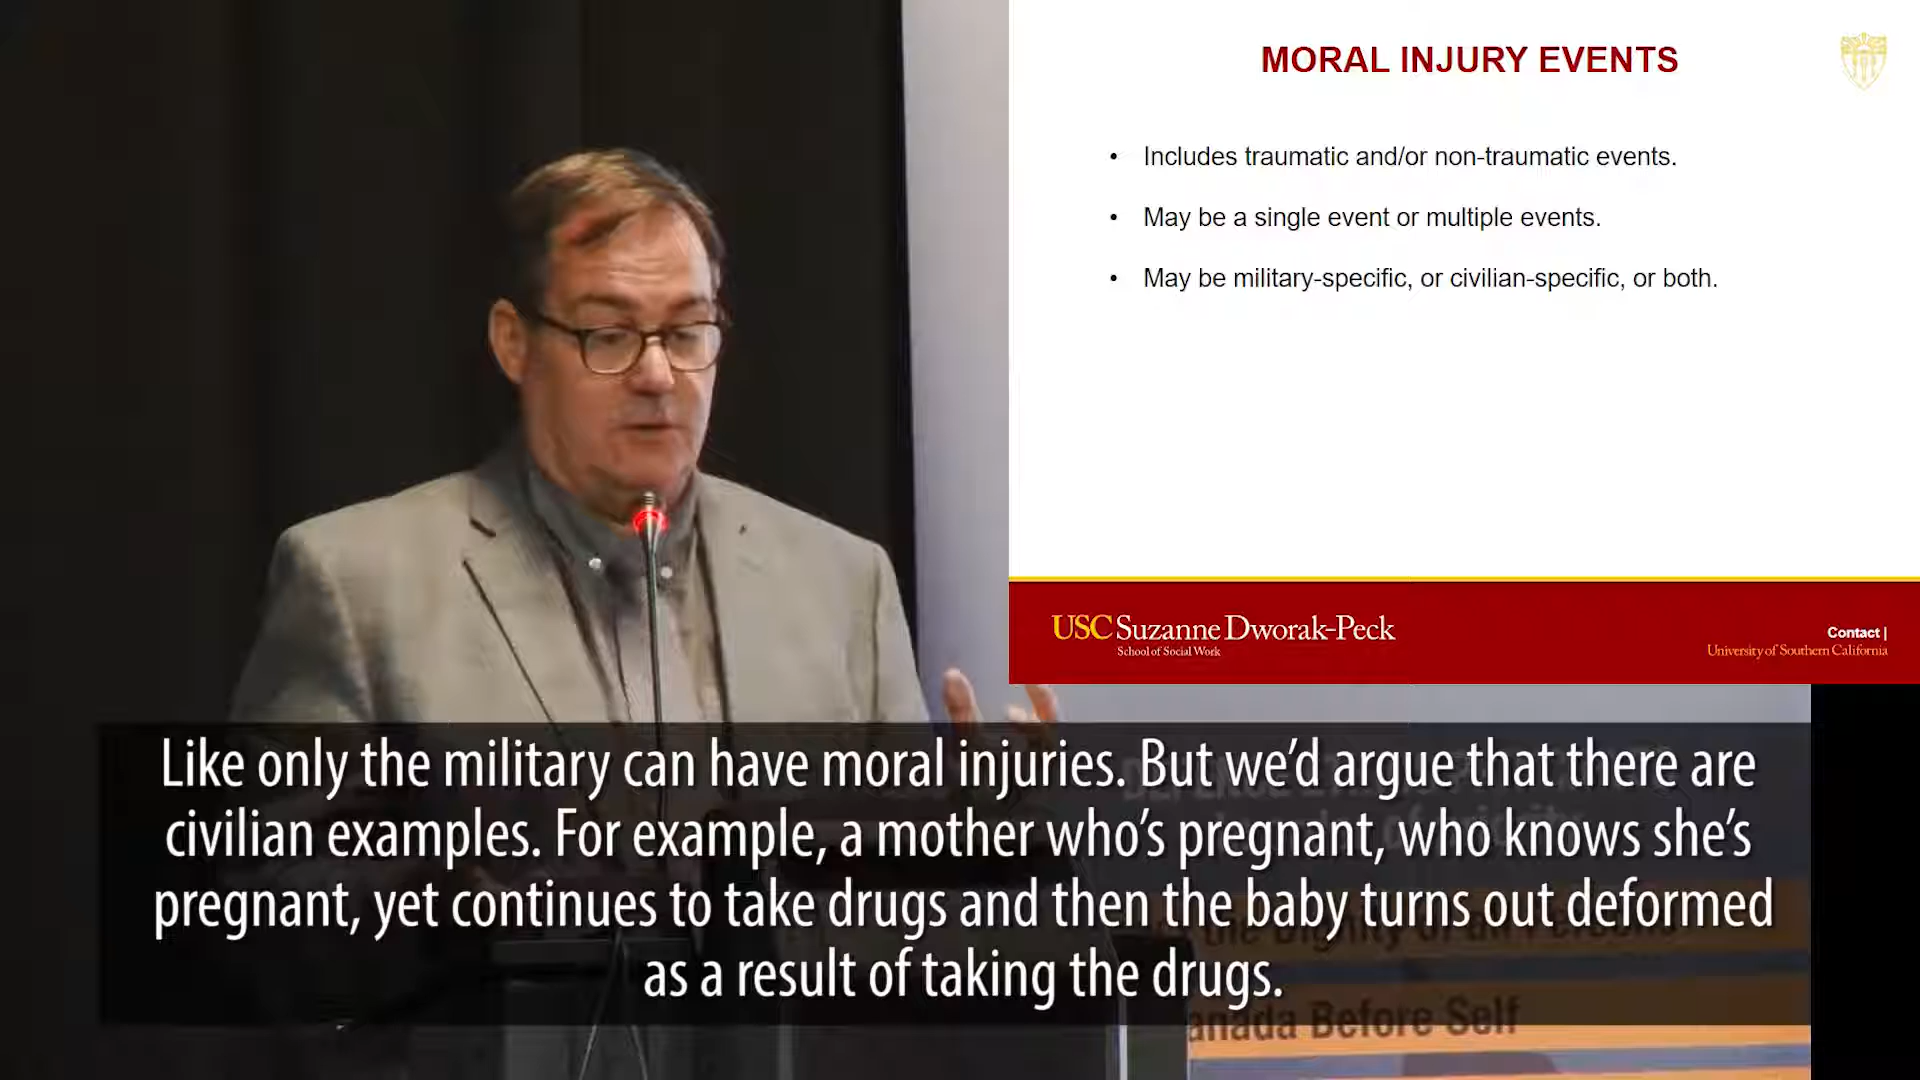 MORAL INJURY EVENTS
• Includes traumatic and/or non-traumatic events.
• May be a single event or multiple events.
• May be military-specific, or civilian-specific, or both.
USC Suzanne Dworak-Peck
School of Social Work
Contact |
University of Southern California
Like only the military can have moral injuries. But we’d argue that there are
civilian examples. For example, a mother who’s pregnant, who knows she’s
pregnant, yet continues to take drugs and then the baby turns out deformed
as a result of taking the drugs.
Before Self